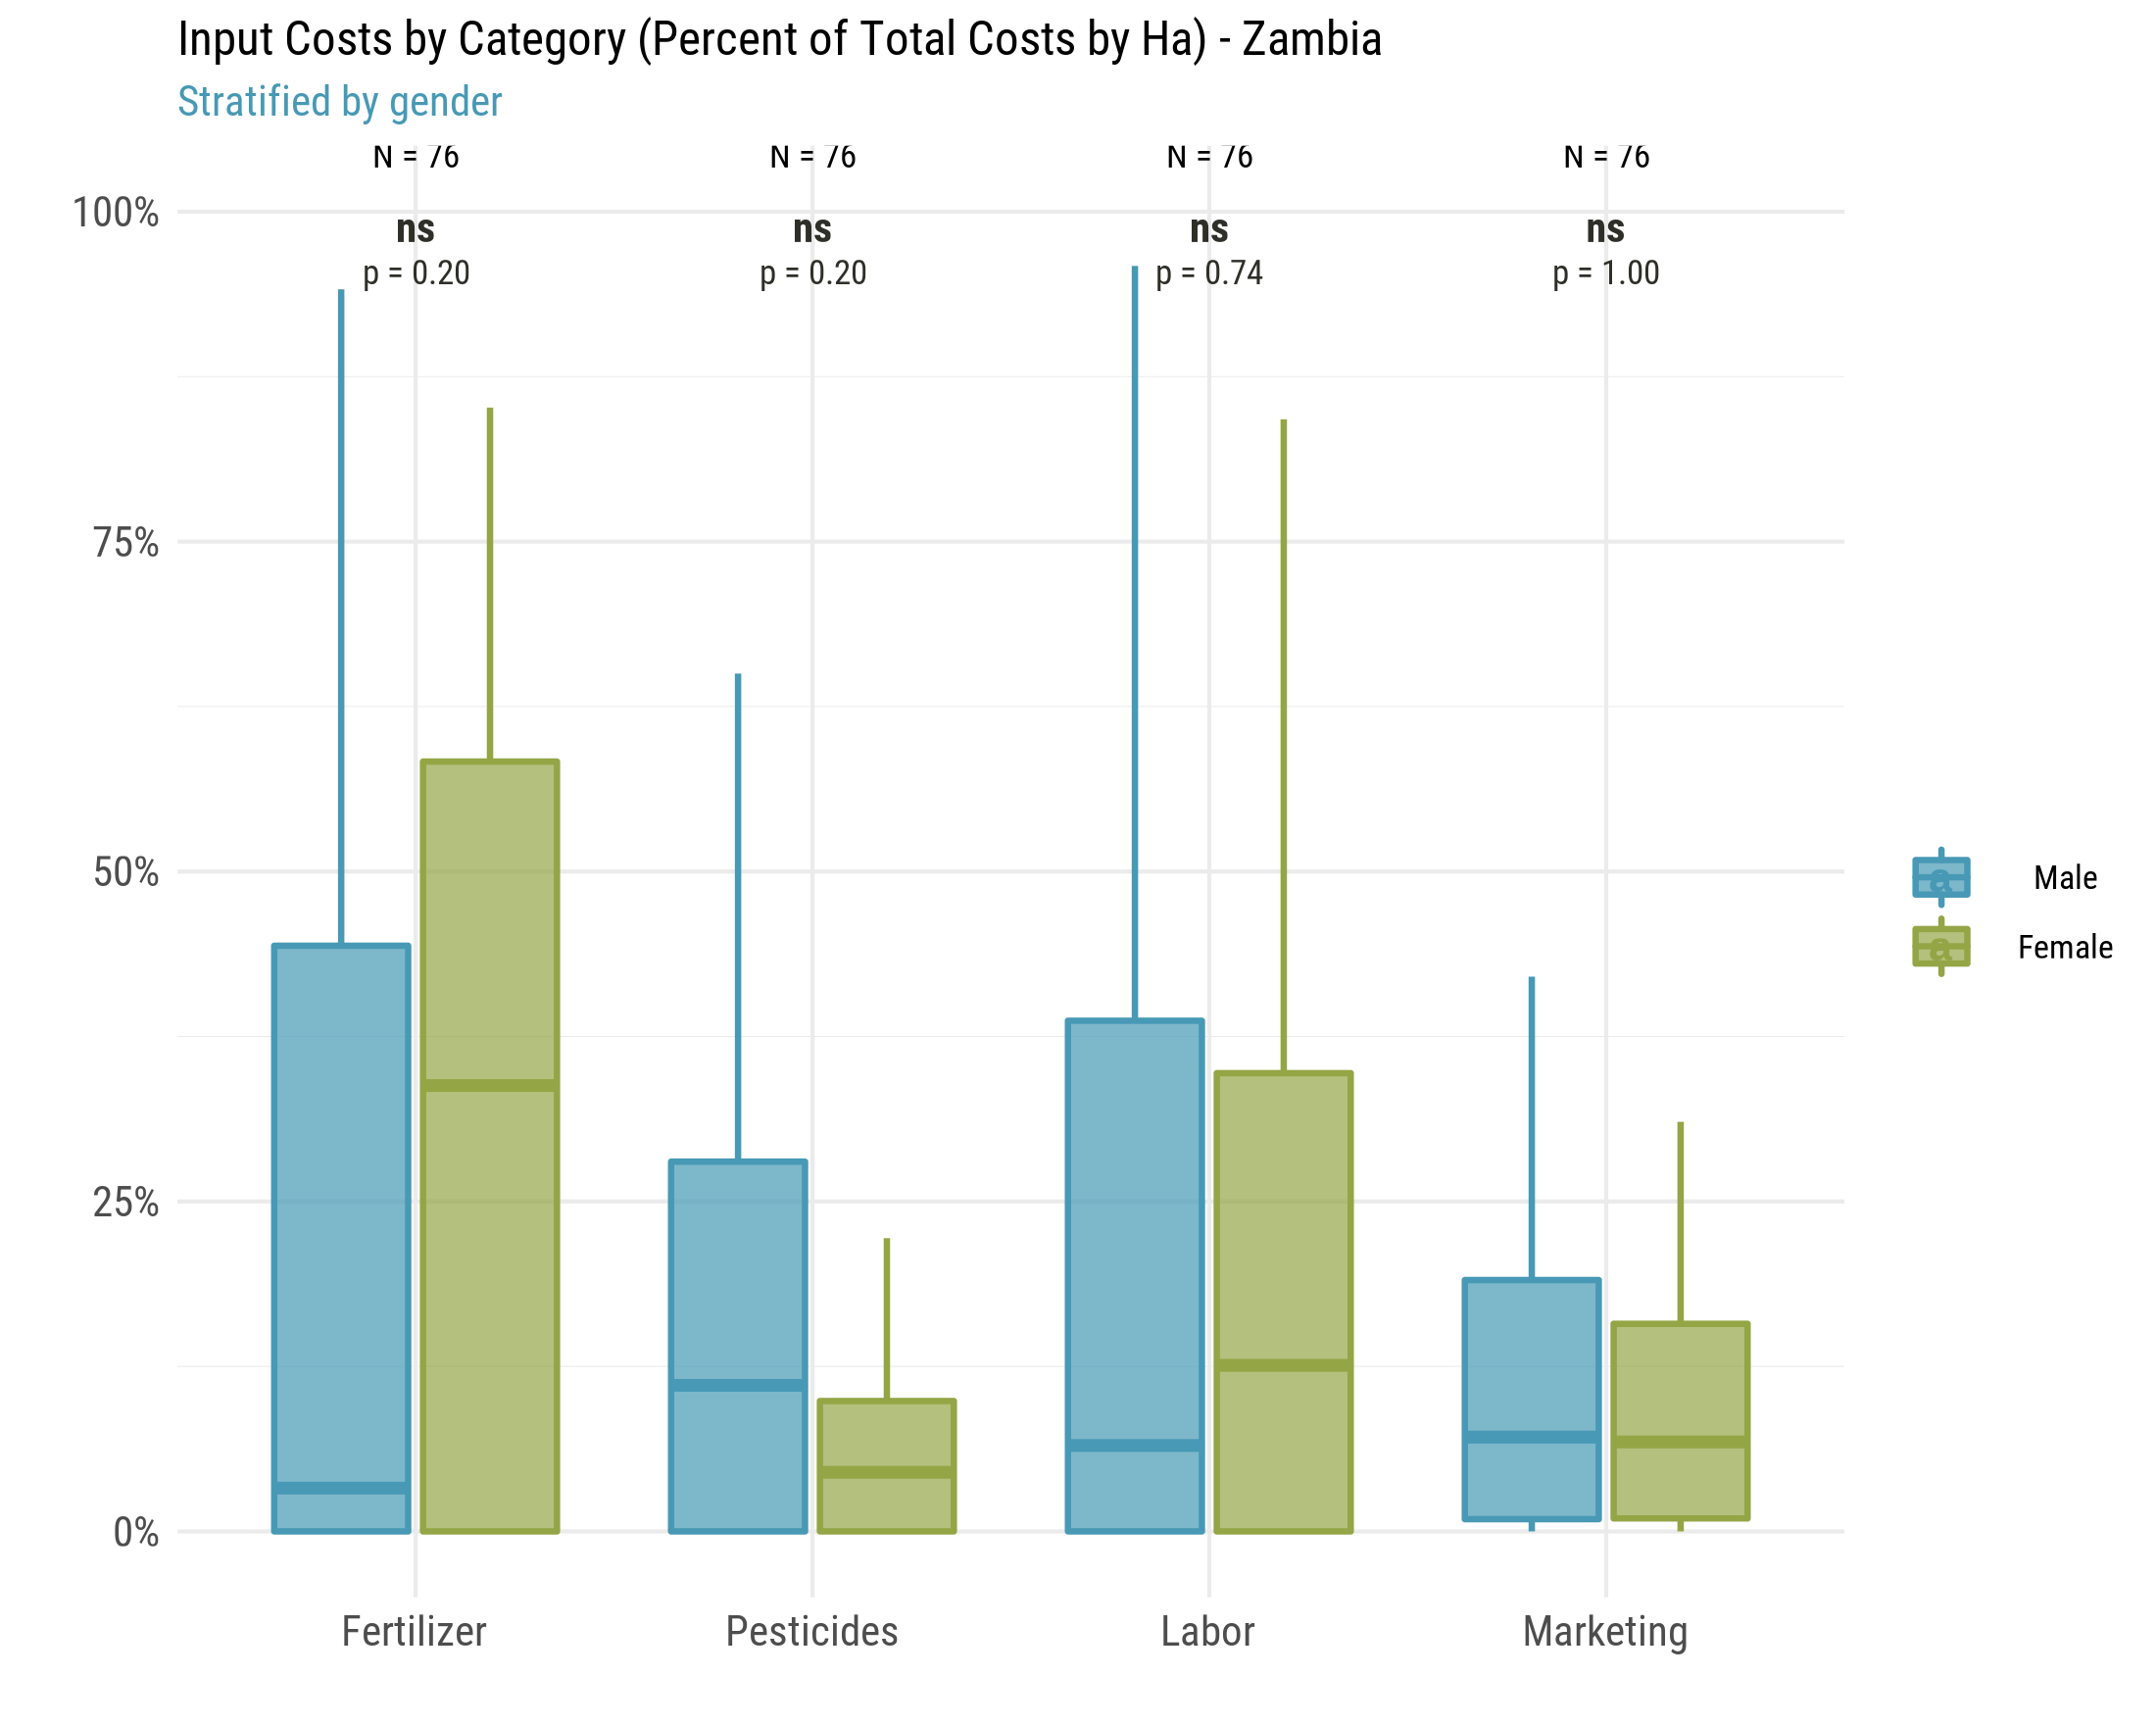 Input Costs by Category (Percent of Total Costs by Ha) - Zambia
Stratified by gender
N = 76 N = 76 N = 76 N = 76
100%
ns ns ns ns
p = 0.20 p = 0.20 p = 0.74 p = 1.00
75%
50%
25%
0%
a Male
a Female
Fertilizer Pesticides Labor Marketing